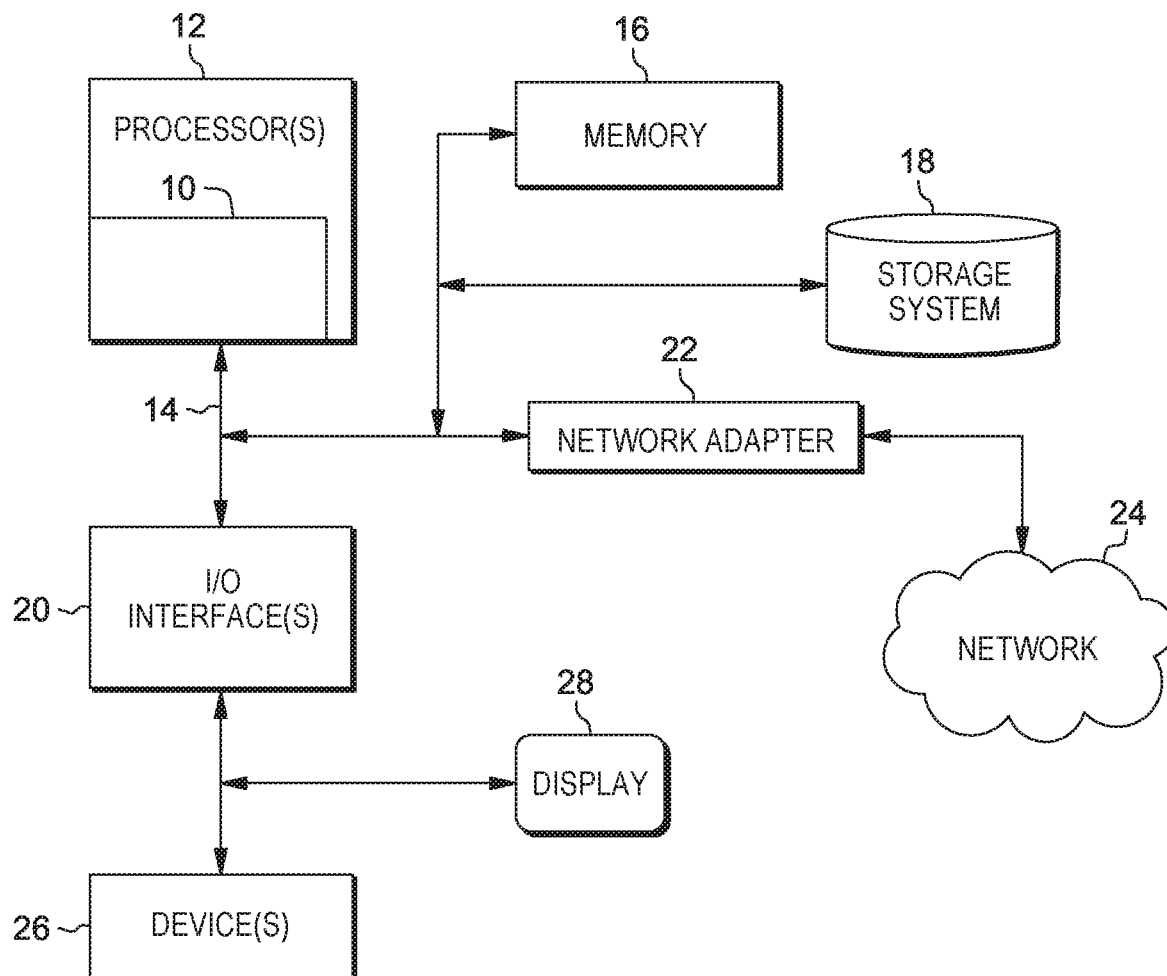 12
PROCESSOR(S)
10
16
MEMORY
18
STORAGE
SYSTEM
14
22
NETWORK ADAPTER
20
I/O
INTERFACE(S)
24
NETWORK
28
DISPLAY
26
DEVICE(S)